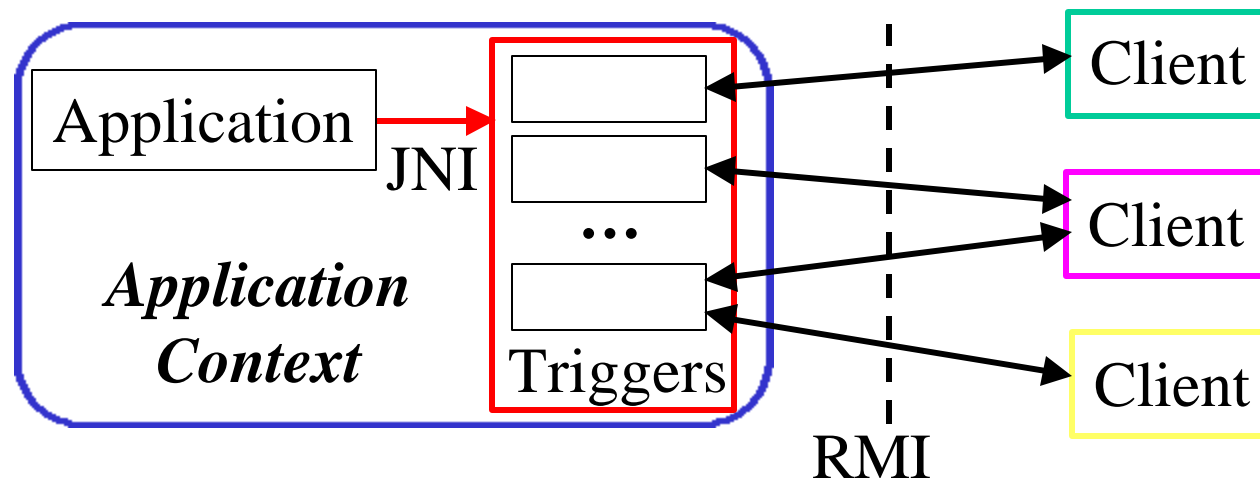 Application
JNI
...
Application
Context
Triggers
RMI
Client
Client
Client